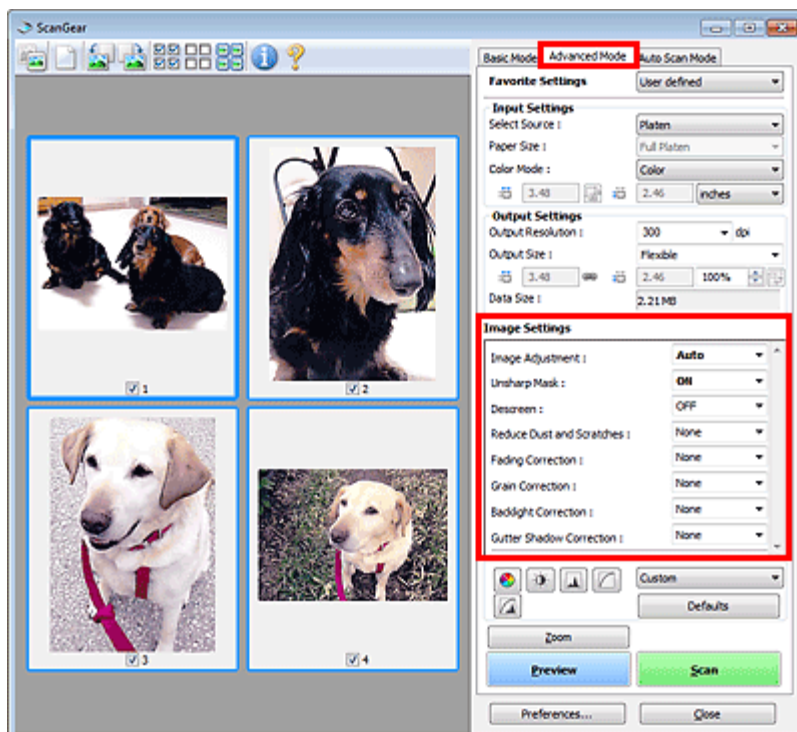 ScanGear
Basic Mode Advanced Mode Auto Scan Mode
Favorite Settings User defined
Input Settings
Select Source : Platen
Paper Size : Full Platen
Color Mode : Color
3.48 2.46 inches
Output Settings
Output Resolution : 300 dpi
Output Size : Flexible
3.48 2.46 100%
Data Size : 2.21 MB
Image Settings
Image Adjustment : Auto
Unsharp Mask : ON
Descreen : OFF
Reduce Dust and Scratches : None
Fading Correction : None
Grain Correction : None
Backlight Correction : None
Gutter Shadow Correction : None
Custom
Defaults
Zoom
Preview Scan
Preferences... Close
1
2
3
4